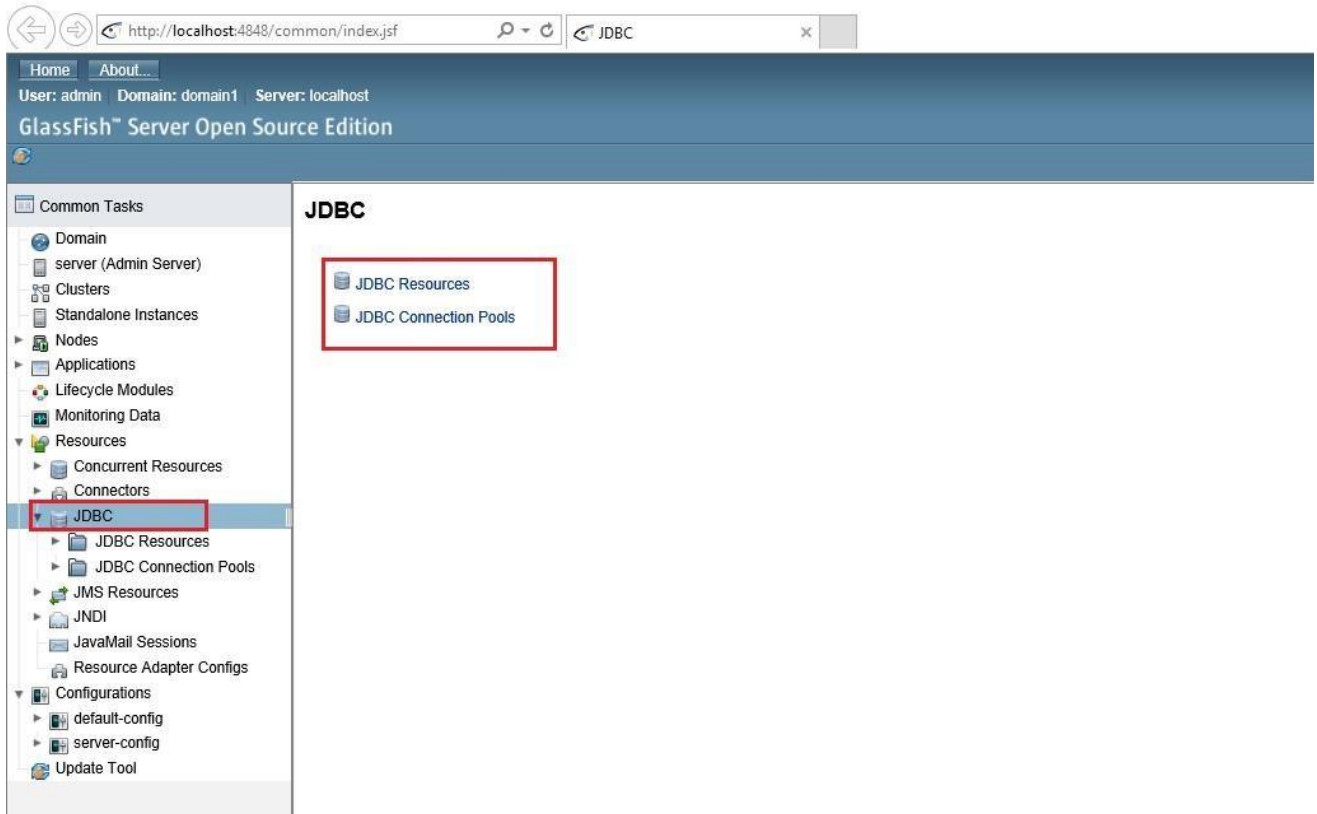 http://localhost:4848/common/index.jsf
JDBC
Home About...
User: admin Domain: domain1 Server: localhost
GlassFish™ Server Open Source Edition
Common Tasks
Domain
server (Admin Server)
Clusters
Standalone Instances
Nodes
Applications
Lifecycle Modules
Monitoring Data
Resources
Concurrent Resources
Connectors
JDBC
JDBC Resources
JDBC Connection Pools
JMS Resources
JNDI
JavaMail Sessions
Resource Adapter Configs
Configurations
default-config
server-config
Update Tool
JDBC
JDBC Resources
JDBC Connection Pools